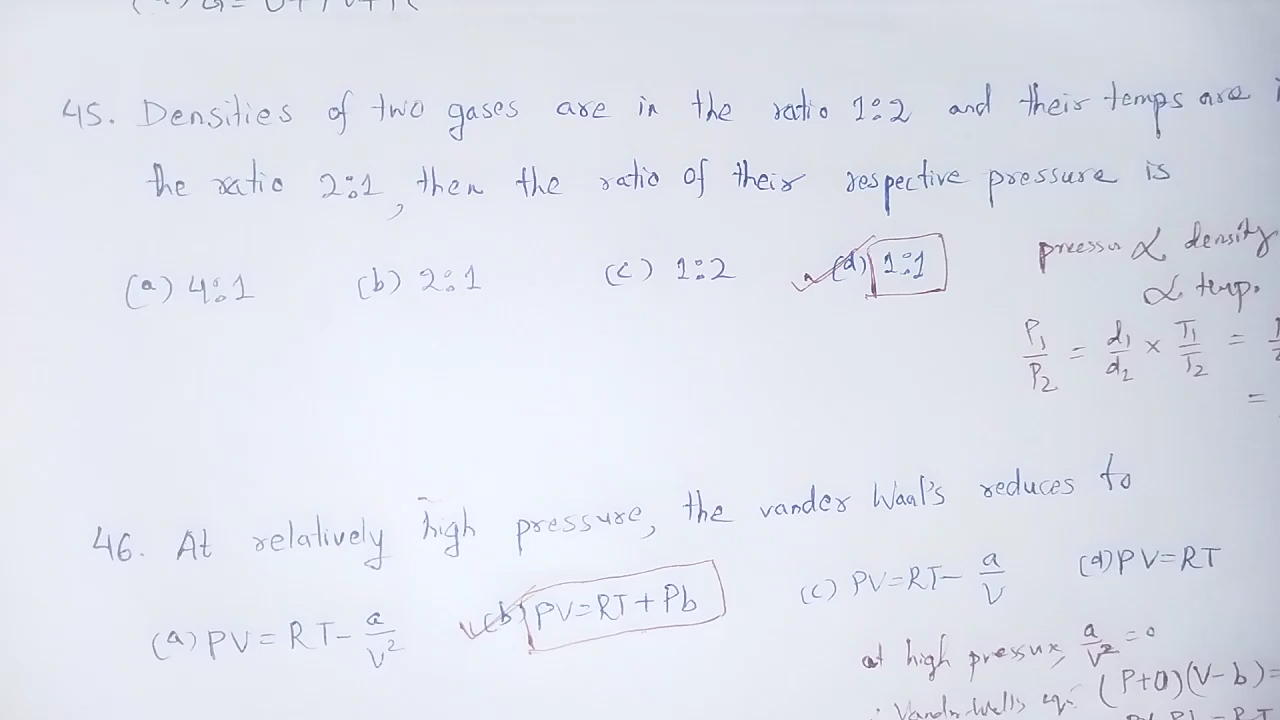 45. Densities of two gases are in the ratio 1:2 and their temps are
the ratio 2:1, then the ratio of their respective pressure is
(a) 4:1 (b) 2:1 (c) 1:2 (d) 1:1
pressur ∝ density
∝ temp.
P₁/P₂ = d₁/d₂ × T₁/T₂ =
=
46. At relatively high pressure, the vander Waal's reduces to
(a) PV = RT - a/V² (b) PV = RT + Pb (c) PV = RT - a/V (d) PV = RT
at high pressur, a/V² = 0
(P+0)(V-b) =